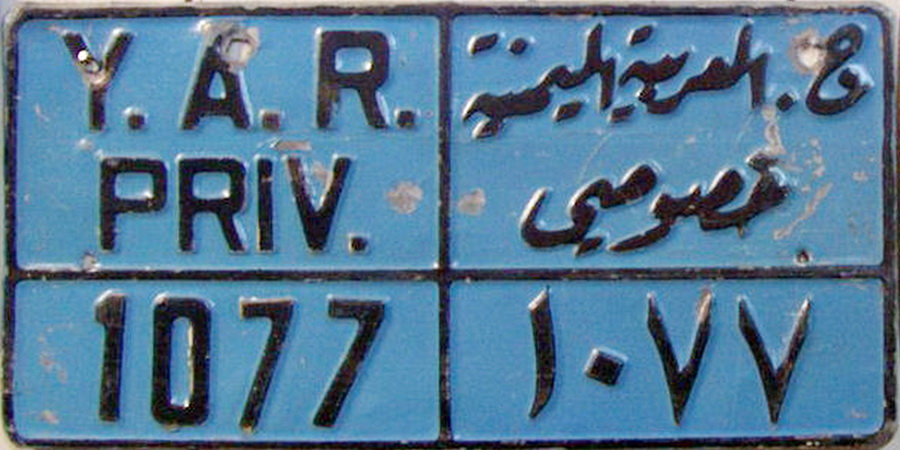 Y. A. R.
PRIV.
ج. العربية اليمنية
خصوصي
1077
١٠٧٧